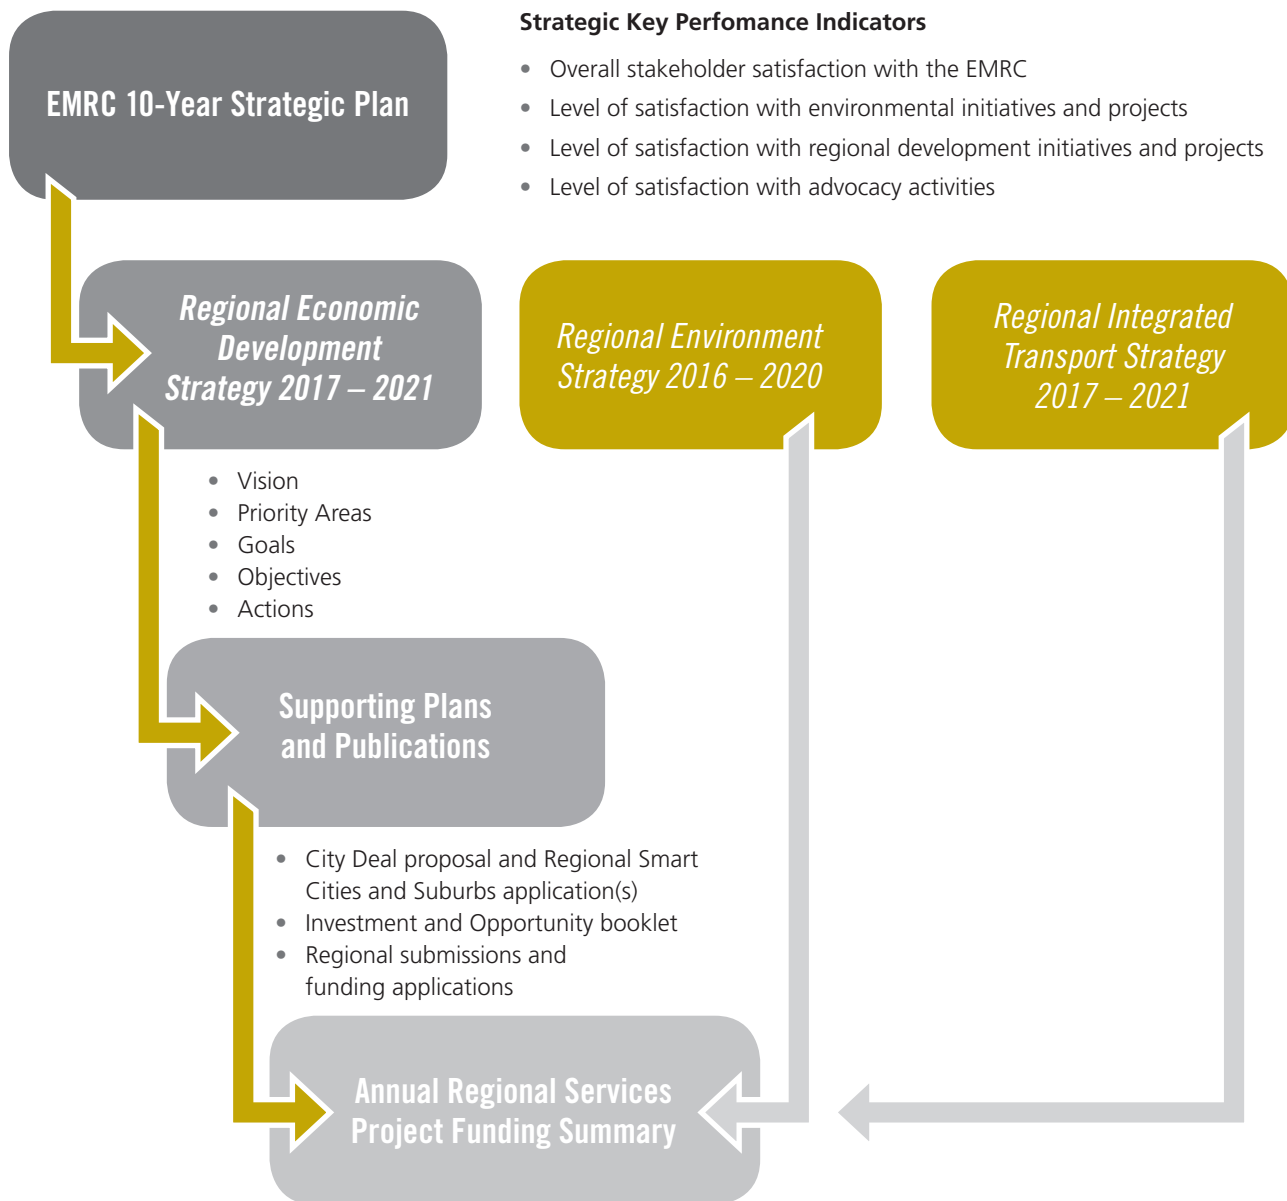 EMRC 10-Year Strategic Plan
Strategic Key Perfomance Indicators
• Overall stakeholder satisfaction with the EMRC
• Level of satisfaction with environmental initiatives and projects
• Level of satisfaction with regional development initiatives and projects
• Level of satisfaction with advocacy activities
Regional Economic
Development
Strategy 2017 – 2021
Regional Environment
Strategy 2016 – 2020
Regional Integrated
Transport Strategy
2017 – 2021
• Vision
• Priority Areas
• Goals
• Objectives
• Actions
Supporting Plans
and Publications
• City Deal proposal and Regional Smart
Cities and Suburbs application(s)
• Investment and Opportunity booklet
• Regional submissions and
funding applications
Annual Regional Services
Project Funding Summary